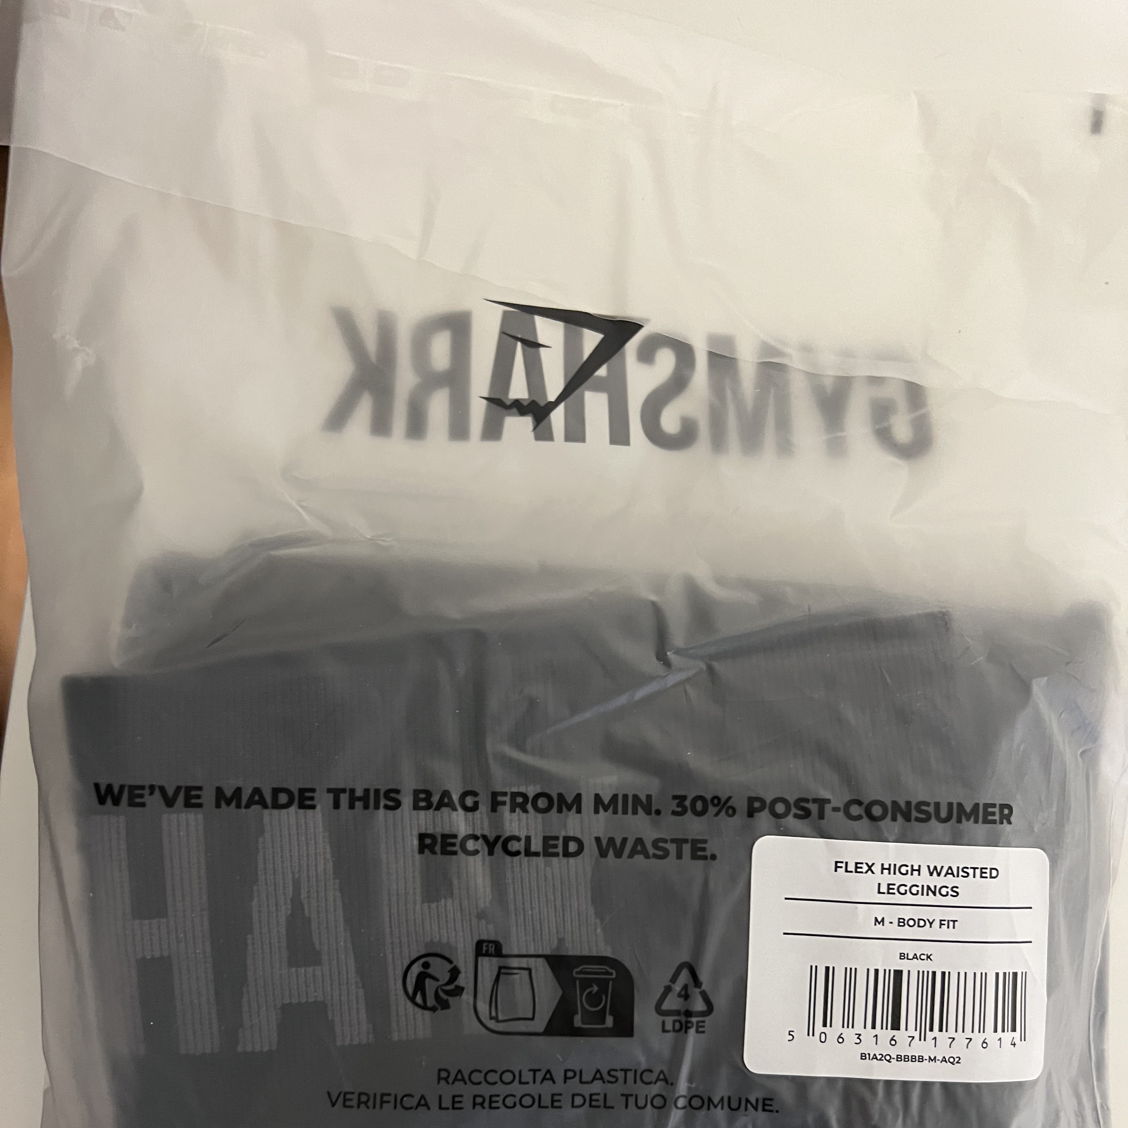 GYMSHARK
WE'VE MADE THIS BAG FROM MIN. 30% POST-CONSUMER
RECYCLED WASTE.
HARK
FLEX HIGH WAISTED
LEGGINGS
M - BODY FIT
BLACK
5 063167 177614
B1A2Q-BBBB-M-AQ2
FR
4
LDPE
RACCOLTA PLASTICA.
VERIFICA LE REGOLE DEL TUO COMUNE.